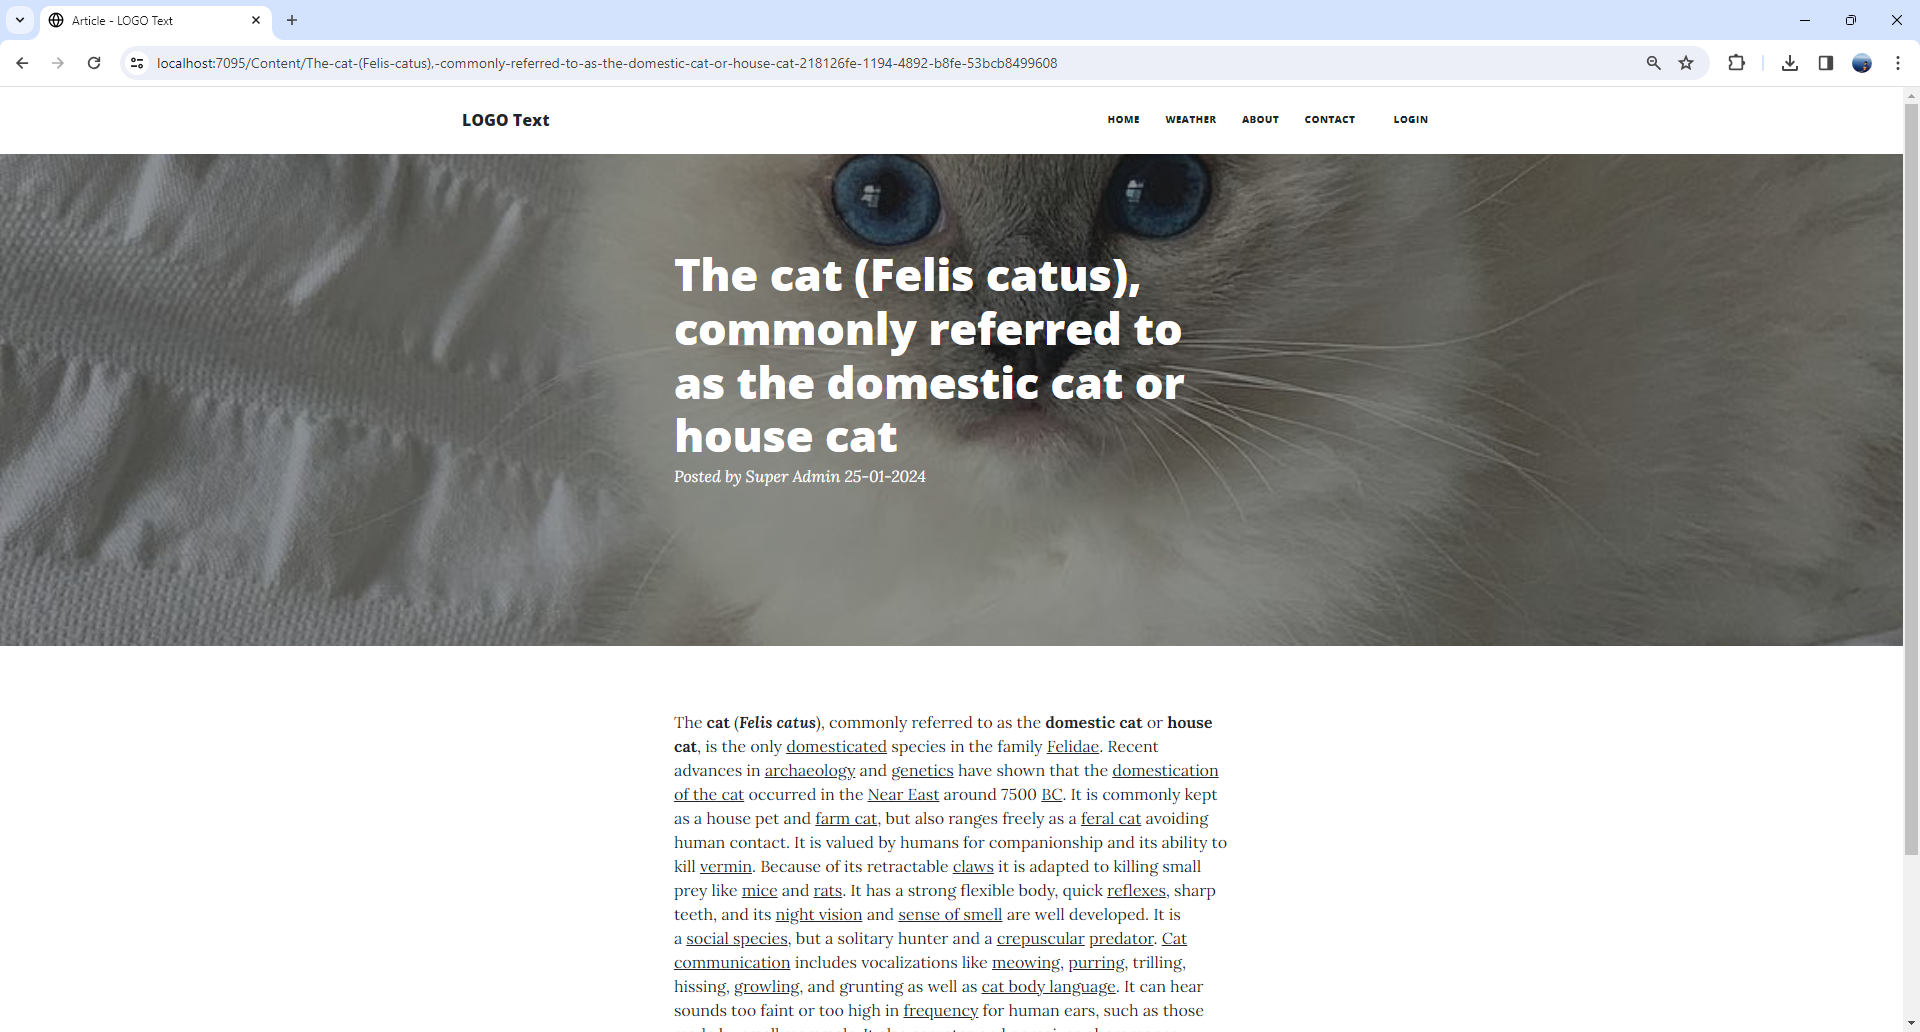 Article - LOGO Text
localhost:7095/Content/The-cat-(Felis-catus),-commonly-referred-to-as-the-domestic-cat-or-house-cat-218126fe-1194-4892-b8fe-53bcb8499608
LOGO Text
HOME WEATHER ABOUT CONTACT LOGIN
The cat (Felis catus),
commonly referred to
as the domestic cat or
house cat
Posted by Super Admin 25-01-2024
The cat (Felis catus), commonly referred to as the domestic cat or house
cat, is the only domesticated species in the family Felidae. Recent
advances in archaeology and genetics have shown that the domestication
of the cat occurred in the Near East around 7500 BC. It is commonly kept
as a house pet and farm cat, but also ranges freely as a feral cat avoiding
human contact. It is valued by humans for companionship and its ability to
kill vermin. Because of its retractable claws it is adapted to killing small
prey like mice and rats. It has a strong flexible body, quick reflexes, sharp
teeth, and its night vision and sense of smell are well developed. It is
a social species, but a solitary hunter and a crepuscular predator. Cat
communication includes vocalizations like meowing, purring, trilling,
hissing, growling, and grunting as well as cat body language. It can hear
sounds too faint or too high in frequency for human ears, such as those